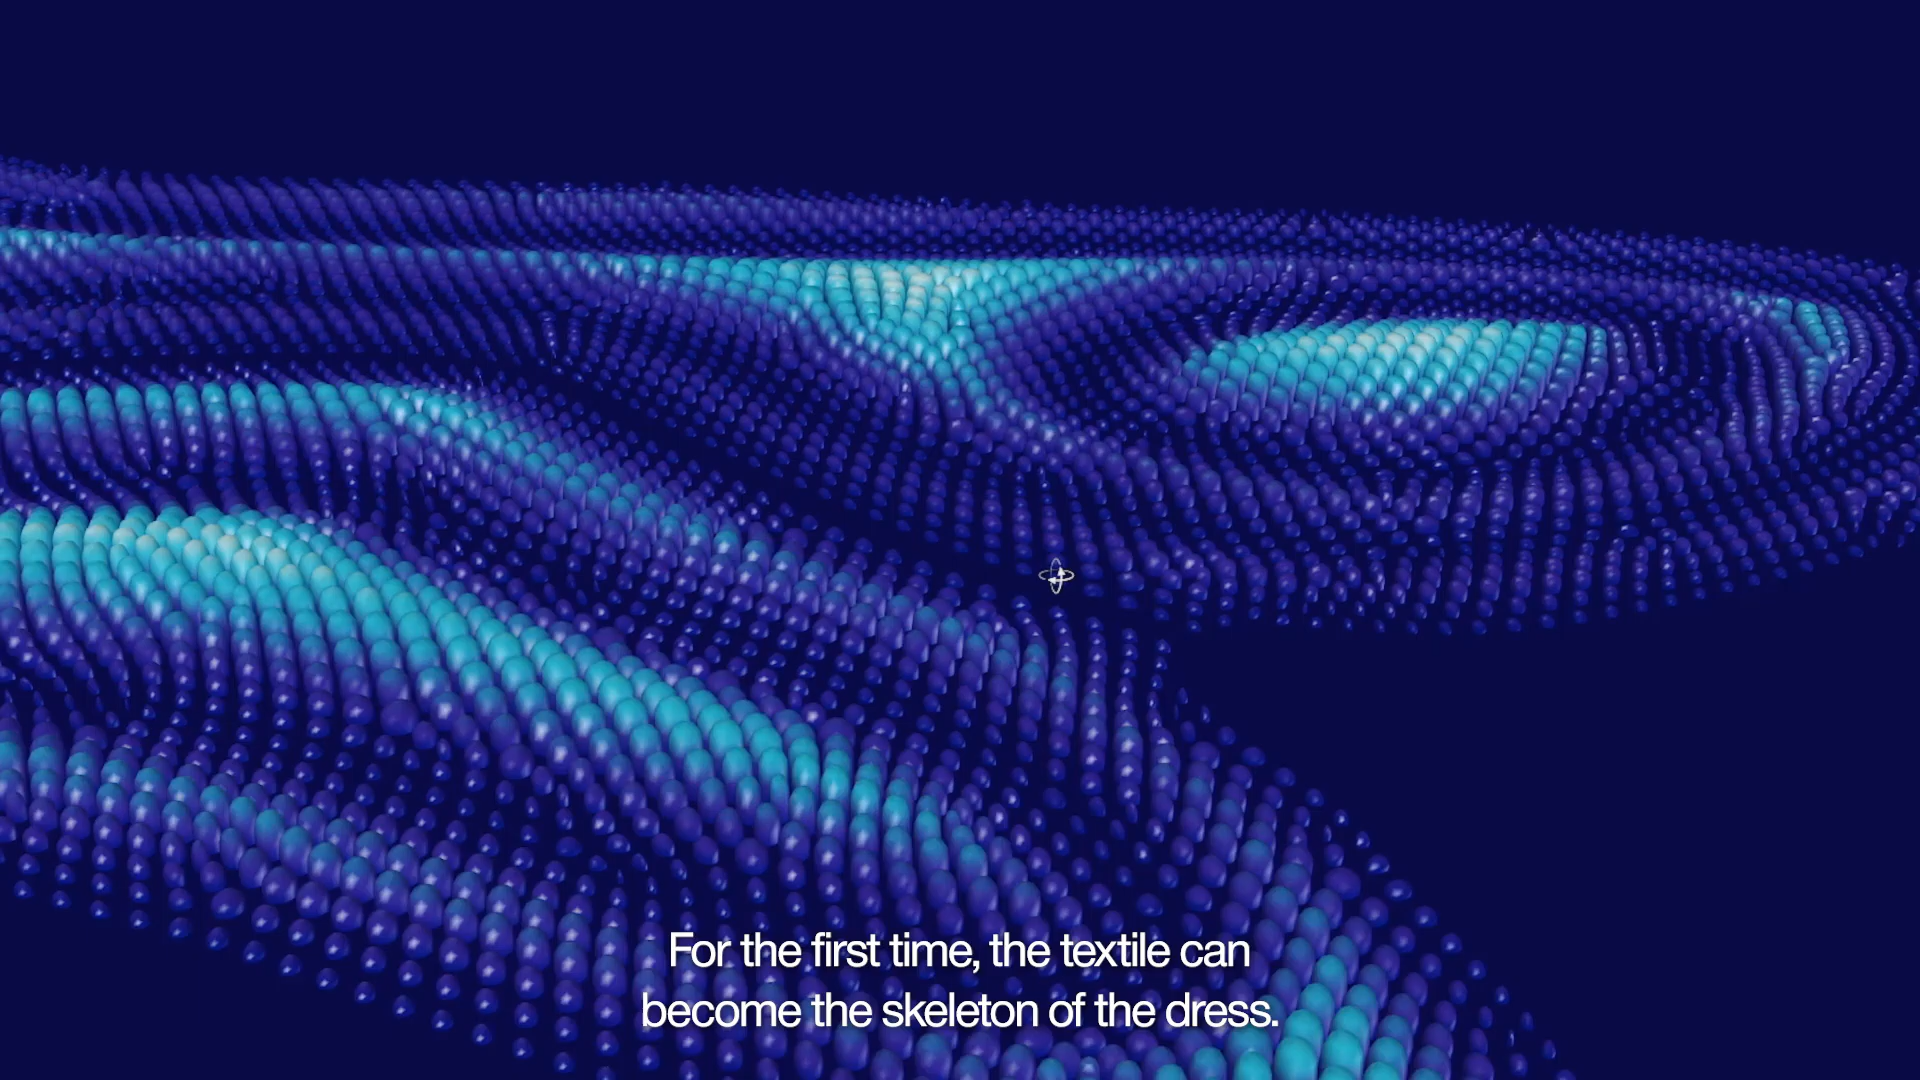 For the first time, the textile can
become the skeleton of the dress.